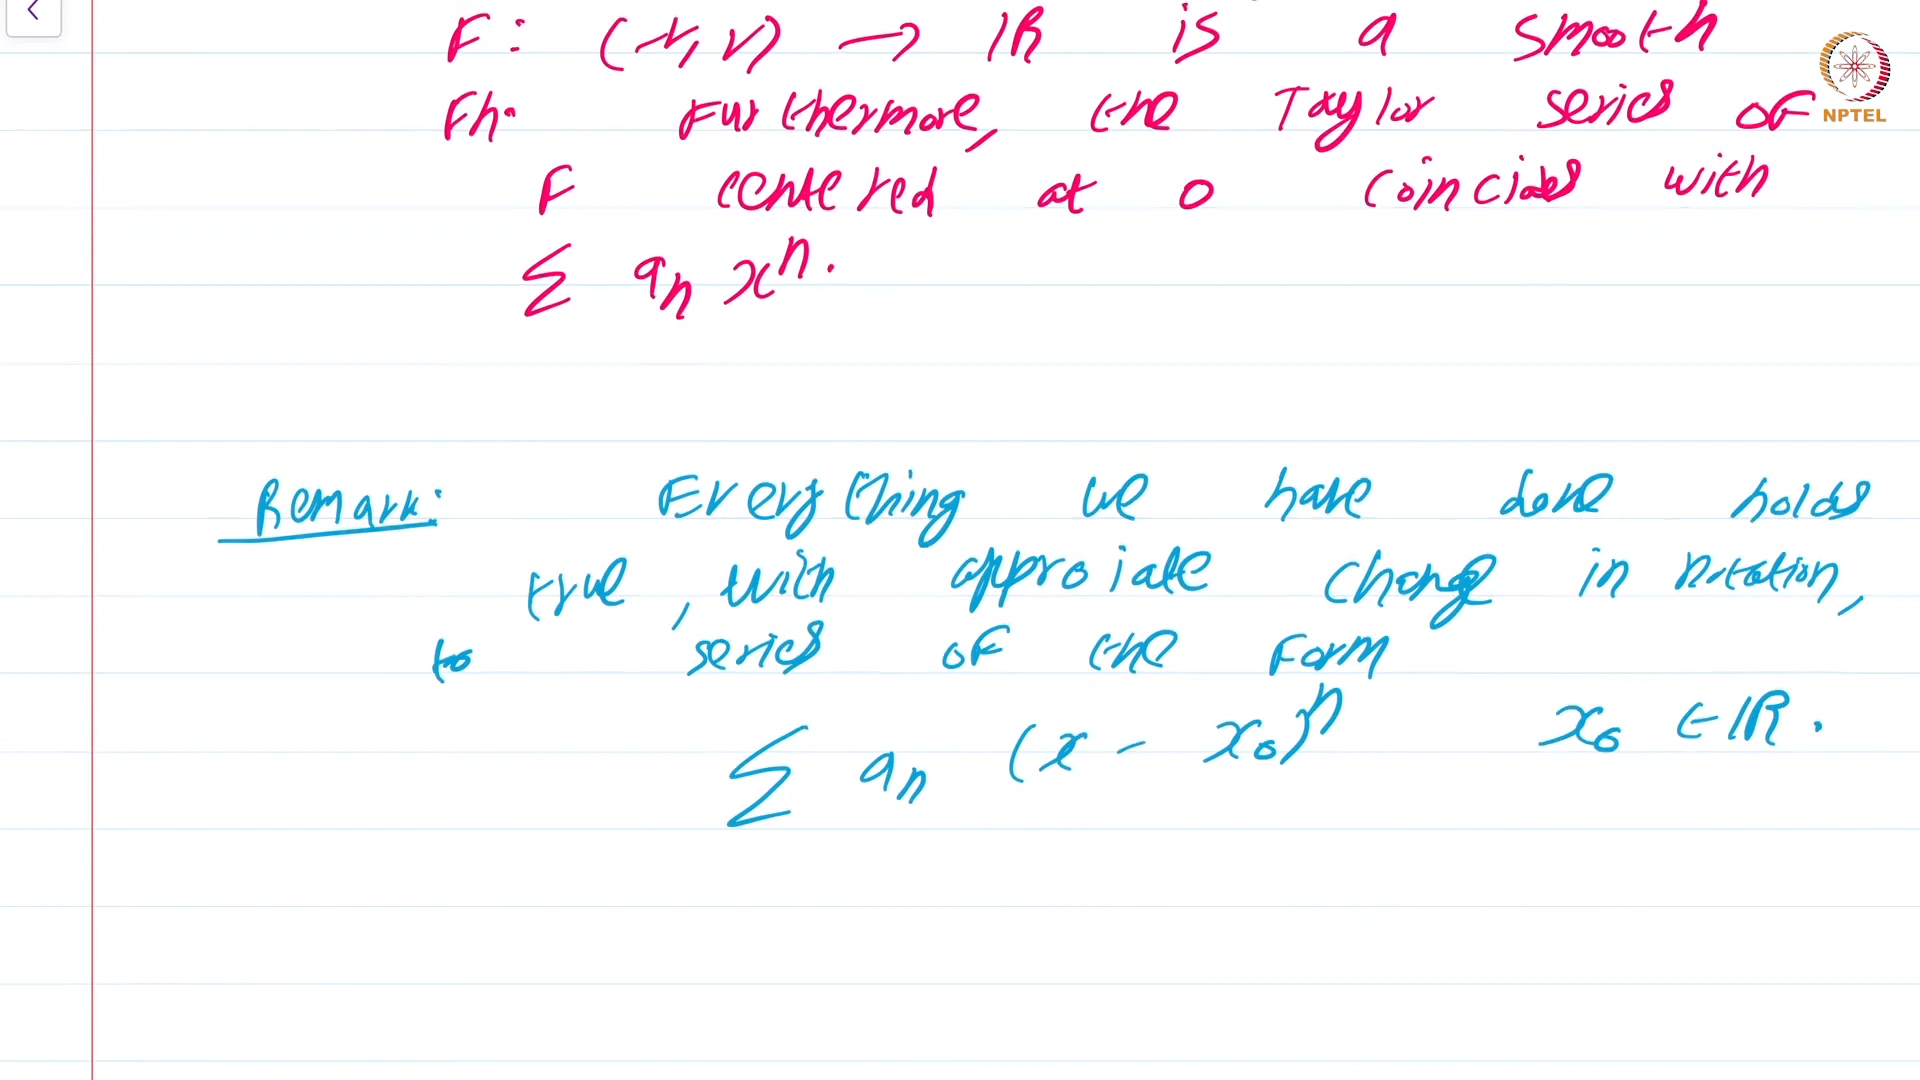 F: (-r, r) → ℝ is a smooth
Fn. Furthermore, the Taylor series of
F centered at 0 coincides with
∑ aₙ xⁿ.
Remark: Everything we have done holds
true, with approiate change in notation,
to series of the form
∑ aₙ (x - x₀)ⁿ x₀ ∈ ℝ.
NPTEL